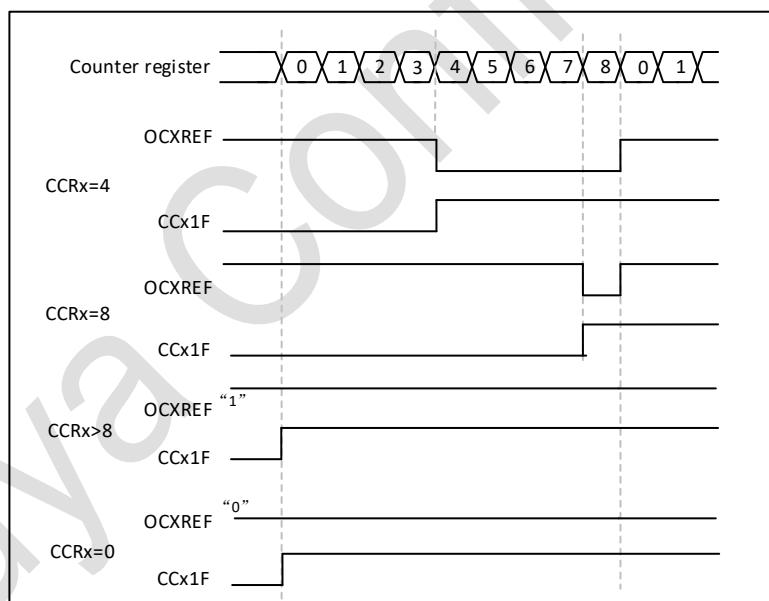 Counter register 0 1 2 3 4 5 6 7 8 0 1
OCXREF
CCRx=4
CCx1F
OCXREF
CCRx=8
CCx1F
OCXREF “1”
CCRx>8
CCx1F
OCXREF “0”
CCRx=0
CCx1F